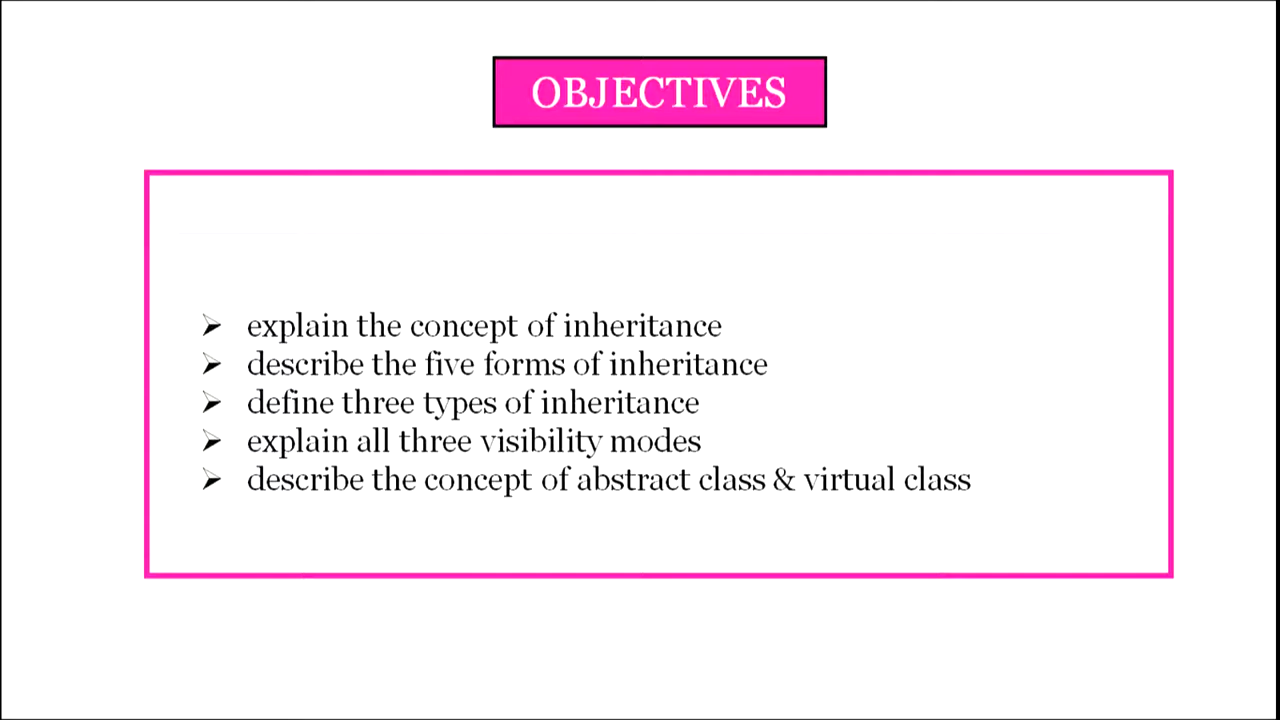 OBJECTIVES
➢ explain the concept of inheritance
➢ describe the five forms of inheritance
➢ define three types of inheritance
➢ explain all three visibility modes
➢ describe the concept of abstract class & virtual class